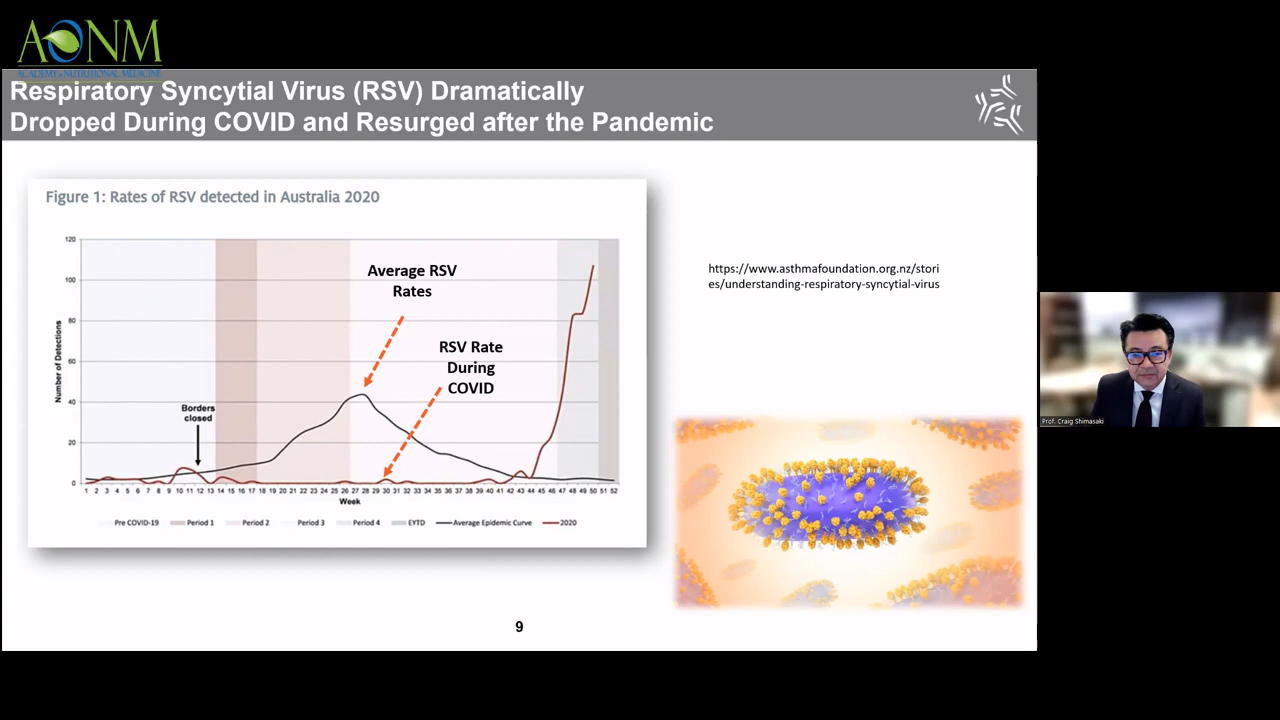 AONM
ACADEMY of NUTRITIONAL MEDICINE
Respiratory Syncytial Virus (RSV) Dramatically
Dropped During COVID and Resurged after the Pandemic
Figure 1: Rates of RSV detected in Australia 2020
120
100
80
60
40
20
0
Number of Detections
Borders
closed
Average RSV
Rates
RSV Rate
During
COVID
1 2 3 4 5 6 7 8 9 10 11 12 13 14 15 16 17 18 19 20 21 22 23 24 25 26 27 28 29 30 31 32 33 34 35 36 37 38 39 40 41 42 43 44 45 46 47 48 49 50 51 52
Week
Pre COVID-19 Period 1 Period 2 Period 3 Period 4 EYTD Average Epidemic Curve 2020
https://www.asthmafoundation.org.nz/stori
es/understanding-respiratory-syncytial-virus
Prof. Craig Shimasaki
9